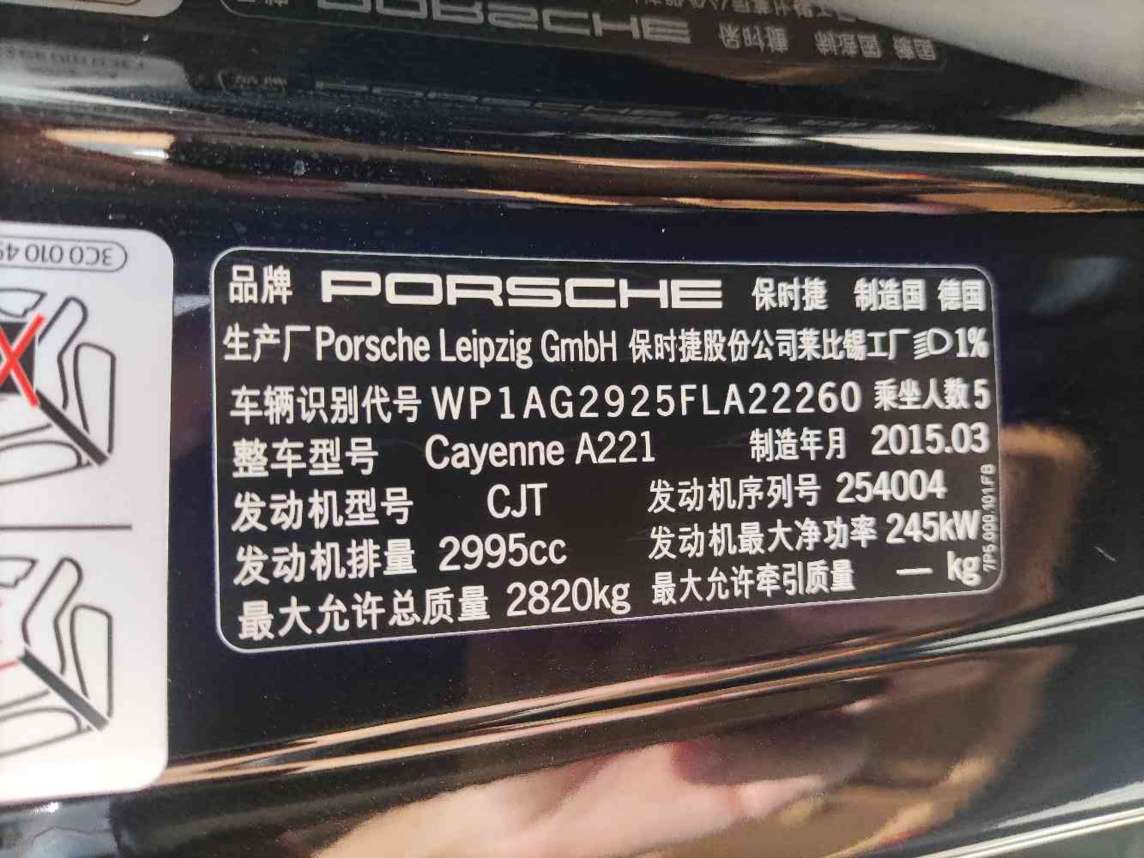 3C0 010 4
品牌 PORSCHE 保时捷 制造国 德国
生产厂 Porsche Leipzig GmbH 保时捷股份公司莱比锡工厂 1%
车辆识别代号 WP1AG2925FLA22260 乘坐人数 5
整车型号 Cayenne A221 制造年月 2015.03
发动机型号 CJT 发动机序列号 254004
发动机排量 2995cc 发动机最大净功率 245kW
最大允许总质量 2820kg 最大允许牵引质量 — kg
7P5.000.101.FB